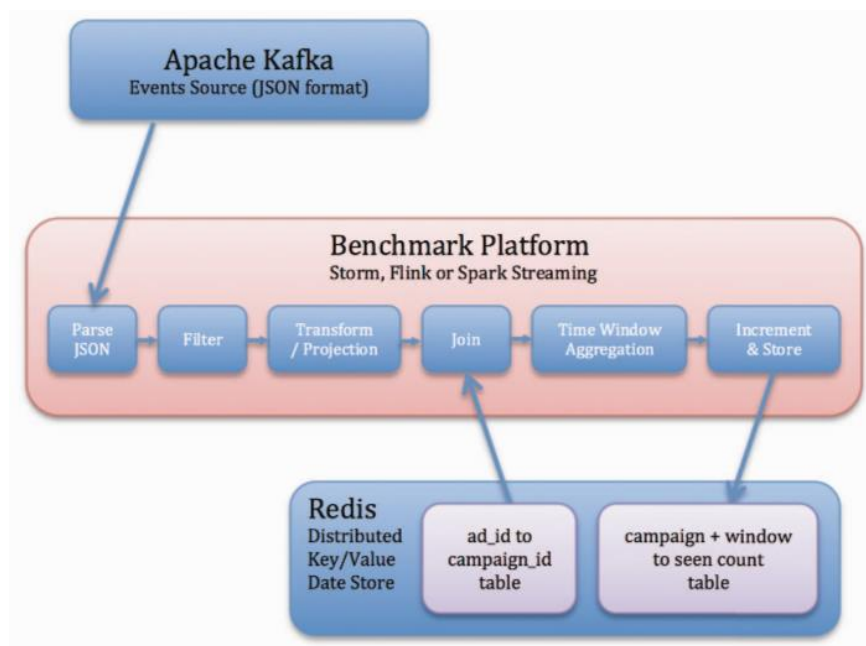 Apache Kafka
Events Source (JSON format)
Benchmark Platform
Storm, Flink or Spark Streaming
Parse
JSON
Filter
Transform
/ Projection
Join
Time Window
Aggregation
Increment
& Store
Redis
Distributed
Key/Value
Date Store
ad_id to
campaign_id
table
campaign + window
to seen count
table